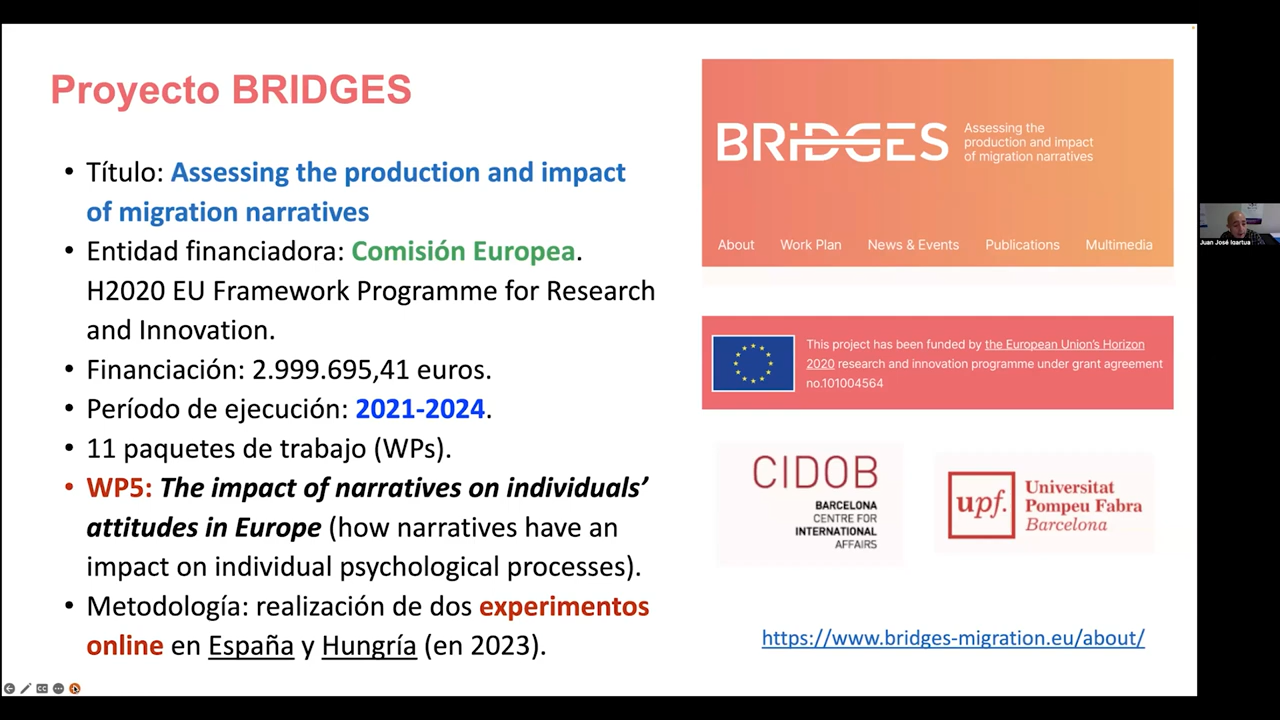 Proyecto BRIDGES
• Título: Assessing the production and impact
of migration narratives
• Entidad financiadora: Comisión Europea.
H2020 EU Framework Programme for Research
and Innovation.
• Financiación: 2.999.695,41 euros.
• Período de ejecución: 2021-2024.
• 11 paquetes de trabajo (WPs).
• WP5: The impact of narratives on individuals’
attitudes in Europe (how narratives have an
impact on individual psychological processes).
• Metodología: realización de dos experimentos
online en España y Hungría (en 2023).
BRiDGES
Assessing the
production and impact
of migration narratives
About Work Plan News & Events Publications Multimedia
This project has been funded by the European Union's Horizon
2020 research and innovation programme under grant agreement
no.101004564
CIDOB
BARCELONA
CENTRE FOR
INTERNATIONAL
AFFAIRS
upf.
Universitat
Pompeu Fabra
Barcelona
https://www.bridges-migration.eu/about/
Juan José Igartua